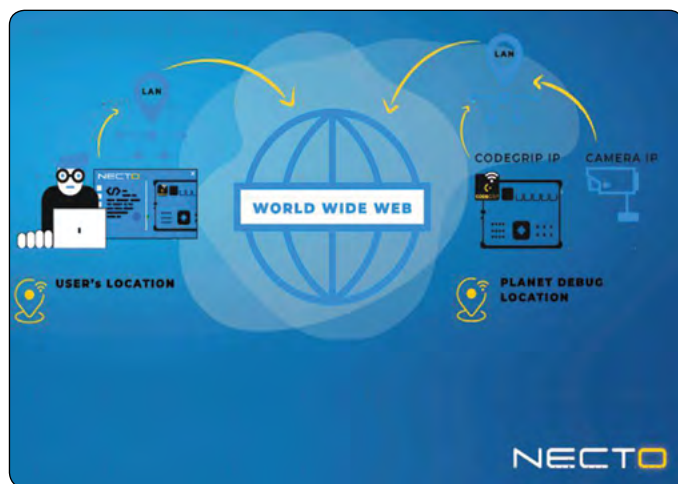 LAN
LAN
CODEGRIP IP
CAMERA IP
NECTO
WORLD WIDE WEB
USER's LOCATION
PLANET DEBUG
LOCATION
NECTO